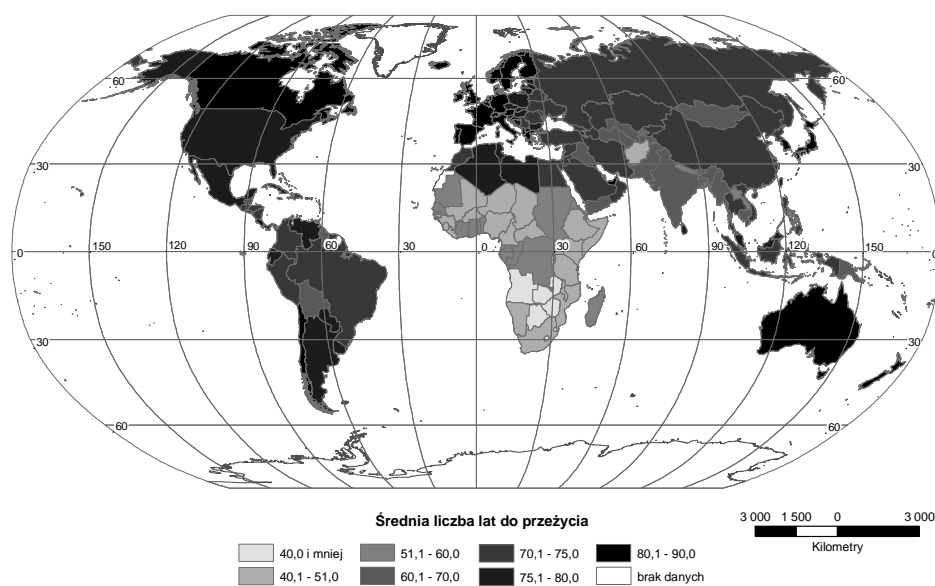 60 60
30 30
0 150 120 90 60 30 0 30 60 90 120 150 0
30 30
60 60
Średnia liczba lat do przeżycia
40,0 i mniej 51,1 - 60,0 70,1 - 75,0 80,1 - 90,0
40,1 - 51,0 60,1 - 70,0 75,1 - 80,0 brak danych
3 000 1 500 0 3 000
Kilometry